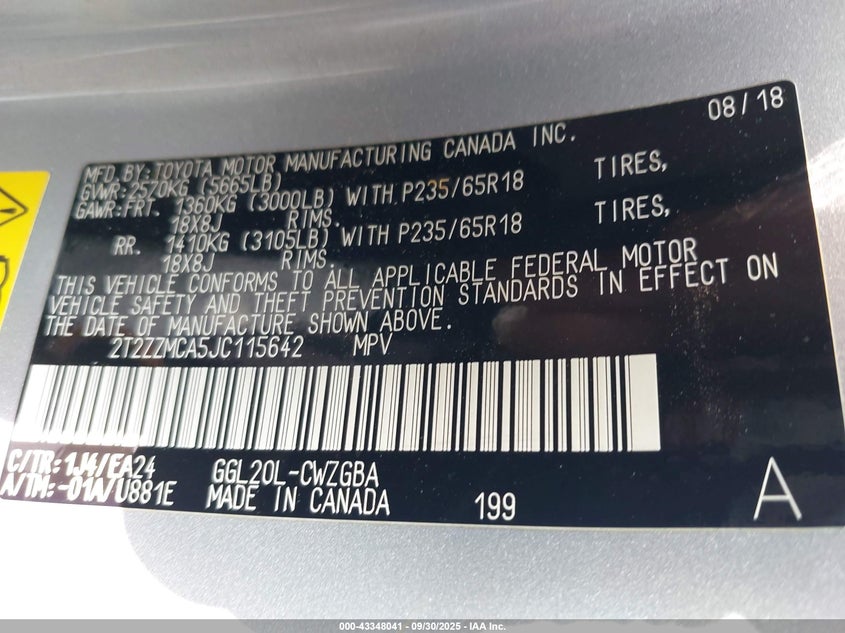 08/18
MFD.BY:TOYOTA MOTOR MANUFACTURING CANADA INC.
GVWR:2570KG (5665LB)
GAWR:FRT. 1360KG (3000LB) WITH P235/65R18 TIRES,
18X8J RIMS.
RR. 1410KG (3105LB) WITH P235/65R18 TIRES,
18X8J RIMS.
THIS VEHICLE CONFORMS TO ALL APPLICABLE FEDERAL MOTOR
VEHICLE SAFETY AND THEFT PREVENTION STANDARDS IN EFFECT ON
THE DATE OF MANUFACTURE SHOWN ABOVE.
2T2ZZMCA5JC115642 MPV
C/TR:1J4/EA24 GGL20L-CWZGBA
A/TM:-01A/U881E MADE IN CANADA 199 A
000-43348041 - 09/30/2025 - IAA Inc.